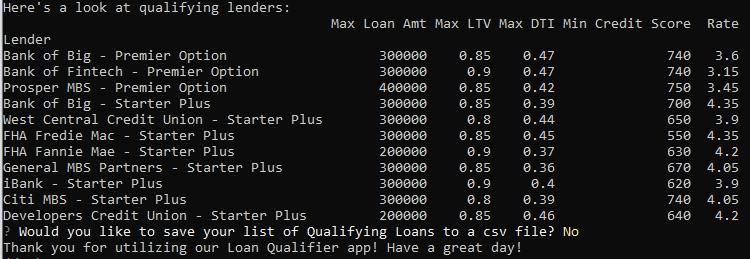 Here's a look at qualifying lenders:
Max Loan Amt Max LTV Max DTI Min Credit Score Rate
Lender
Bank of Big - Premier Option 300000 0.85 0.47 740 3.6
Bank of Fintech - Premier Option 300000 0.9 0.47 740 3.15
Prosper MBS - Premier Option 400000 0.85 0.42 750 3.45
Bank of Big - Starter Plus 300000 0.85 0.39 700 4.35
West Central Credit Union - Starter Plus 300000 0.8 0.44 650 3.9
FHA Fredie Mac - Starter Plus 300000 0.85 0.45 550 4.35
FHA Fannie Mae - Starter Plus 200000 0.9 0.37 630 4.2
General MBS Partners - Starter Plus 300000 0.85 0.36 670 4.05
iBank - Starter Plus 300000 0.9 0.4 620 3.9
Citi MBS - Starter Plus 300000 0.8 0.39 740 4.05
Developers Credit Union - Starter Plus 200000 0.85 0.46 640 4.2
? Would you like to save your list of Qualifying Loans to a csv file? No
Thank you for utilizing our Loan Qualifier app! Have a great day!